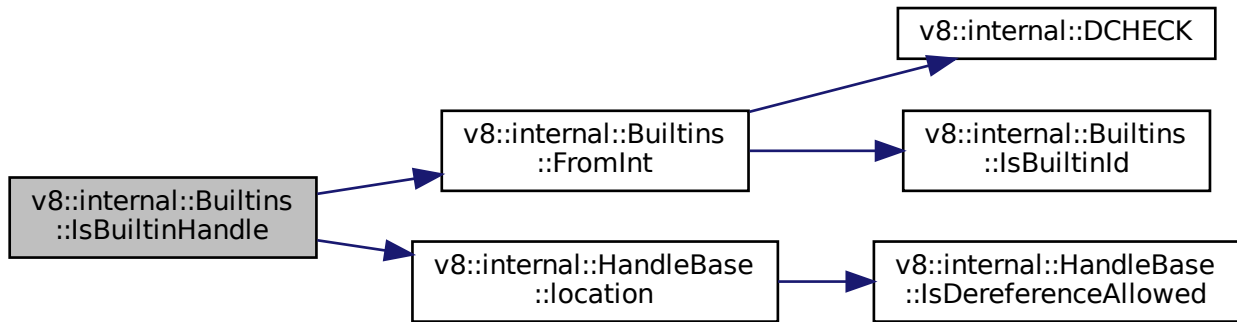 v8::internal::DCHECK
v8::internal::Builtins
::FromInt
v8::internal::Builtins
::IsBuiltinId
v8::internal::Builtins
::IsBuiltinHandle
v8::internal::HandleBase
::location
v8::internal::HandleBase
::IsDereferenceAllowed